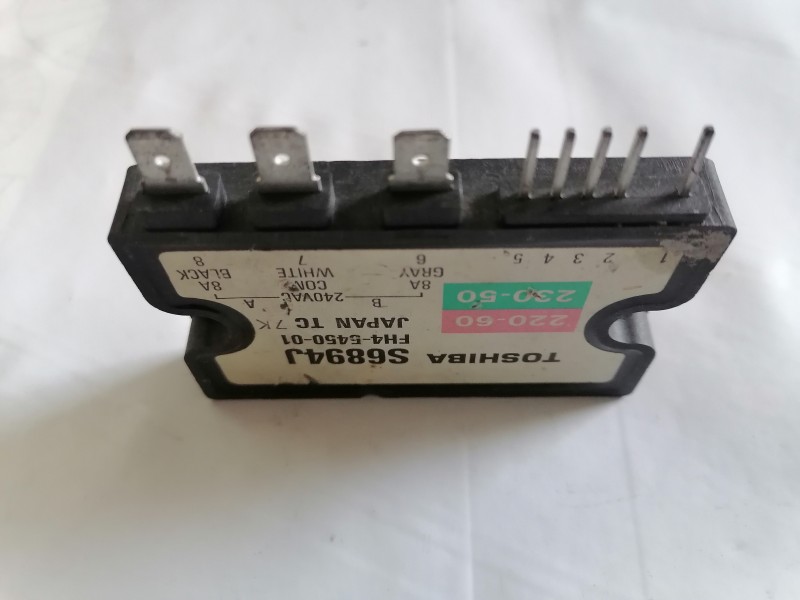 TOSHIBA S6894J
FH4-5450-01
220-60 JAPAN TC 7K
230-50
B 240VAC A
8A COM 8A
GRAY WHITE BLACK
1 2 3 4 5 6 7 8